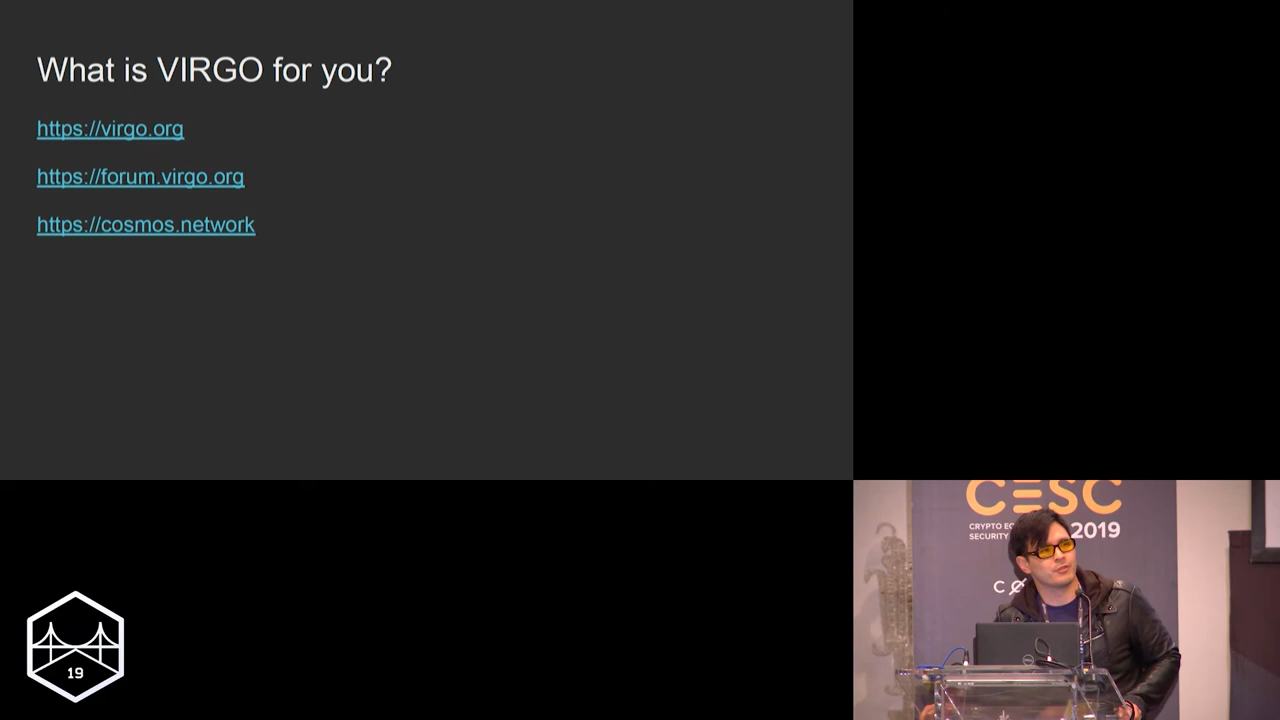 What is VIRGO for you?
https://virgo.org
https://forum.virgo.org
https://cosmos.network
CESC
CRYPTO
SECURITY
2019
19